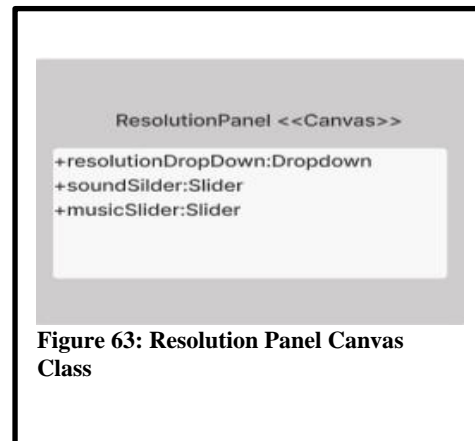 ResolutionPanel <<Canvas>>
+resolutionDropDown:Dropdown
+soundSilder:Slider
+musicSlider:Slider
Figure 63: Resolution Panel Canvas
Class